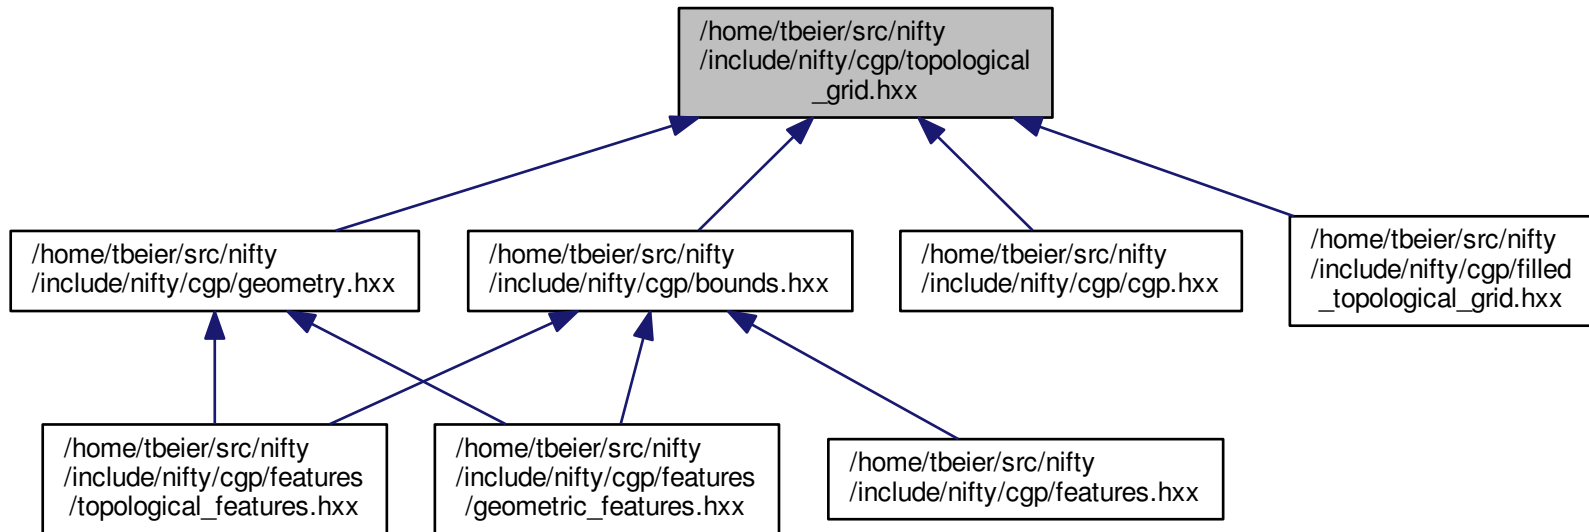 /home/tbeier/src/nifty
/include/nifty/cgp/topological
_grid.hxx
/home/tbeier/src/nifty
/include/nifty/cgp/geometry.hxx
/home/tbeier/src/nifty
/include/nifty/cgp/bounds.hxx
/home/tbeier/src/nifty
/include/nifty/cgp/cgp.hxx
/home/tbeier/src/nifty
/include/nifty/cgp/filled
_topological_grid.hxx
/home/tbeier/src/nifty
/include/nifty/cgp/features
/topological_features.hxx
/home/tbeier/src/nifty
/include/nifty/cgp/features
/geometric_features.hxx
/home/tbeier/src/nifty
/include/nifty/cgp/features.hxx